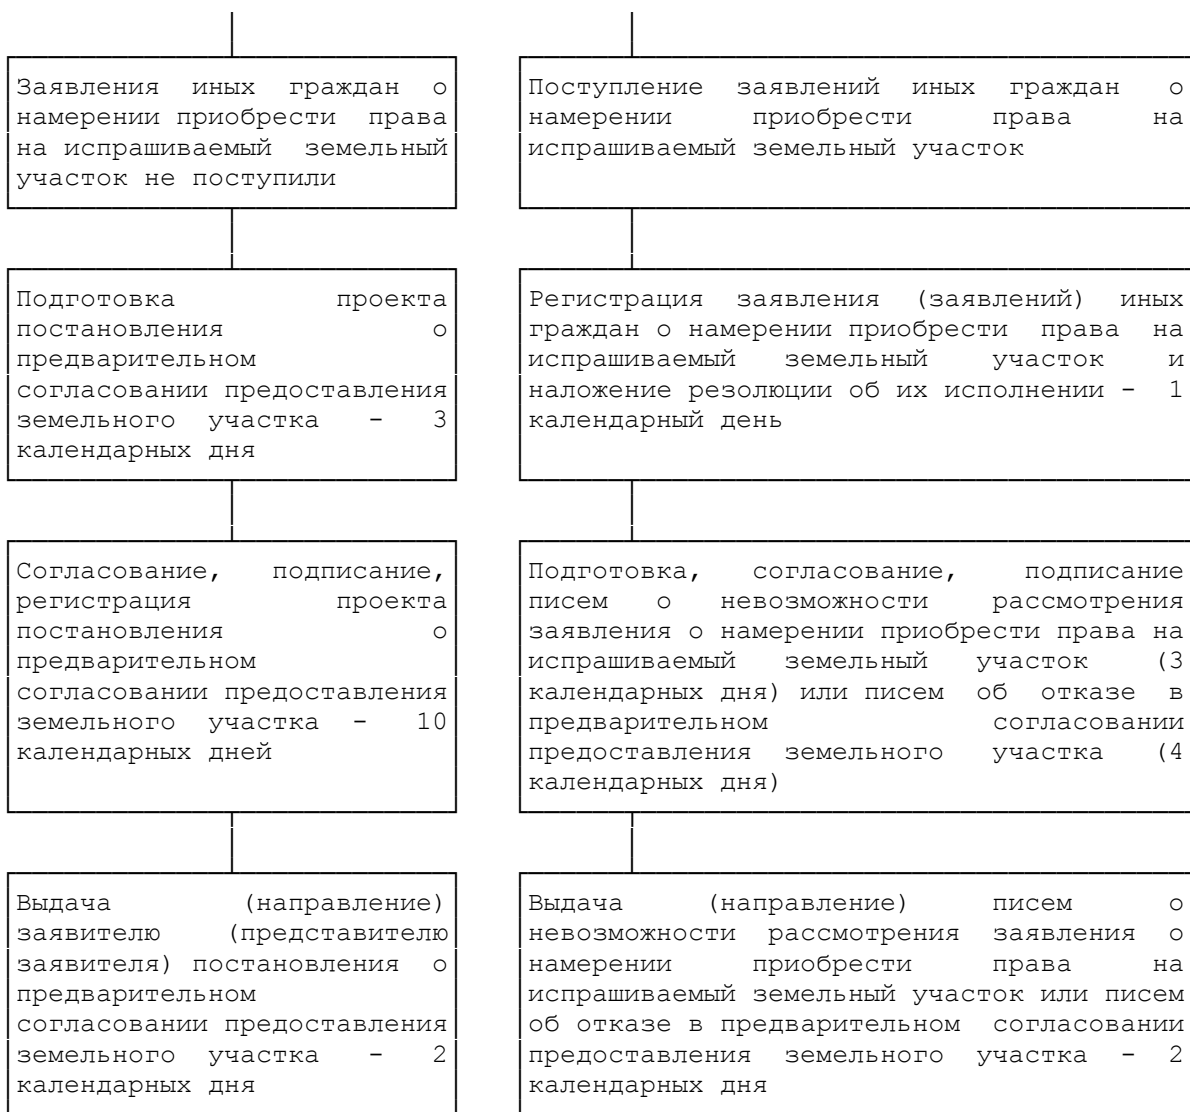 Заявления иных граждан о
намерении приобрести права
на испрашиваемый земельный
участок не поступили
Поступление заявлений иных граждан о
намерении приобрести права на
испрашиваемый земельный участок
Подготовка проекта
постановления о
предварительном
согласовании предоставления
земельного участка - 3
календарных дня
Регистрация заявления (заявлений) иных
граждан о намерении приобрести права на
испрашиваемый земельный участок и
наложение резолюции об их исполнении - 1
календарный день
Согласование, подписание,
регистрация проекта
постановления о
предварительном
согласовании предоставления
земельного участка - 10
календарных дней
Подготовка, согласование, подписание
писем о невозможности рассмотрения
заявления о намерении приобрести права на
испрашиваемый земельный участок (3
календарных дня) или писем об отказе в
предварительном согласовании
предоставления земельного участка (4
календарных дня)
Выдача (направление)
заявителю (представителю
заявителя) постановления о
предварительном
согласовании предоставления
земельного участка - 2
календарных дня
Выдача (направление) писем о
невозможности рассмотрения заявления о
намерении приобрести права на
испрашиваемый земельный участок или писем
об отказе в предварительном согласовании
предоставления земельного участка - 2
календарных дня